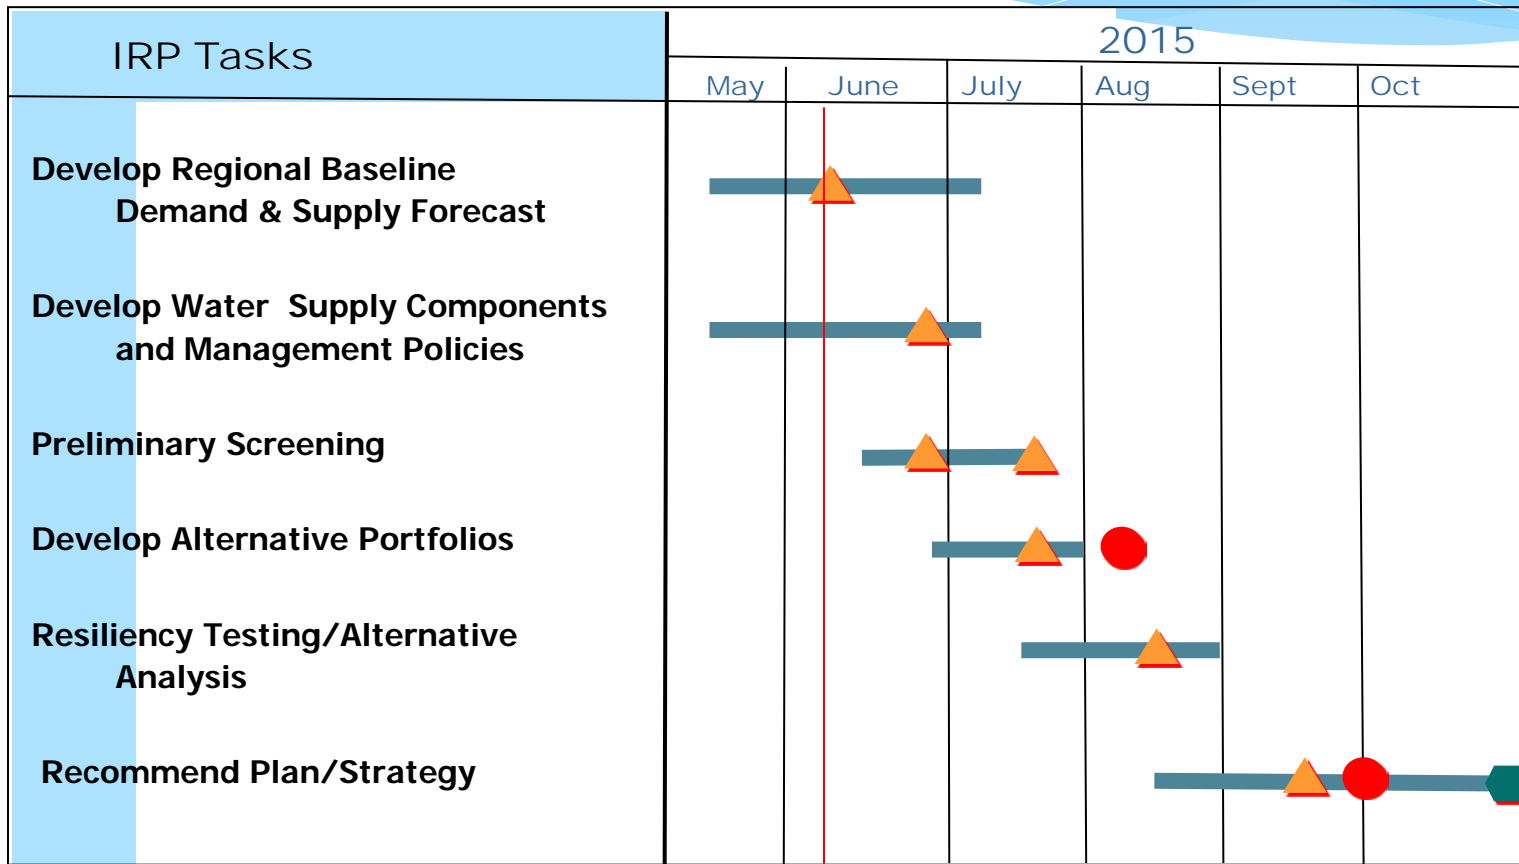 IRP Tasks
2015
May June July Aug Sept Oct
Develop Regional Baseline
Demand & Supply Forecast
Develop Water Supply Components
and Management Policies
Preliminary Screening
Develop Alternative Portfolios
Resiliency Testing/Alternative
Analysis
Recommend Plan/Strategy